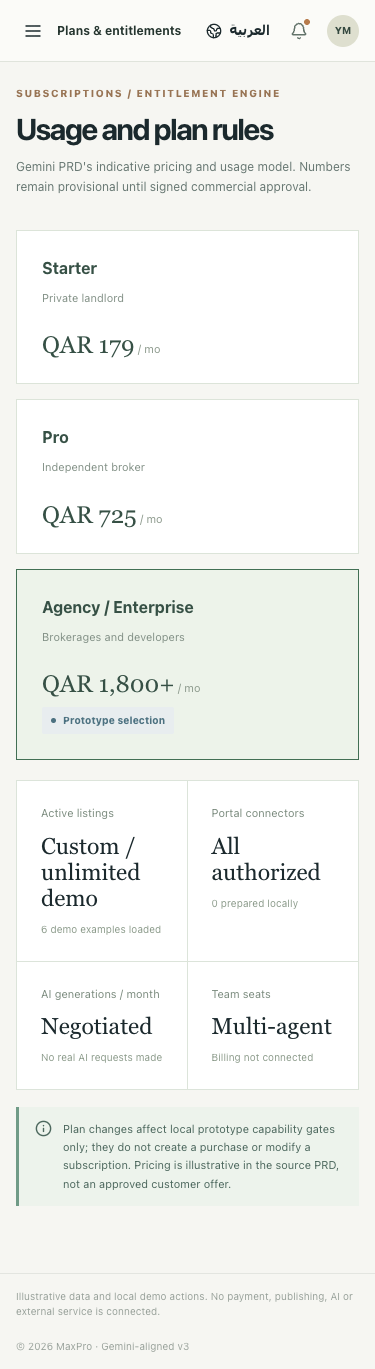 Plans & entitlements
العربية
YM
SUBSCRIPTIONS / ENTITLEMENT ENGINE
Usage and plan rules
Gemini PRD's indicative pricing and usage model. Numbers
remain provisional until signed commercial approval.
Starter
Private landlord
QAR 179 / mo
Pro
Independent broker
QAR 725 / mo
Agency / Enterprise
Brokerages and developers
QAR 1,800+ / mo
Prototype selection
Active listings
Custom /
unlimited
demo
6 demo examples loaded
Portal connectors
All
authorized
0 prepared locally
AI generations / month
Negotiated
No real AI requests made
Team seats
Multi-agent
Billing not connected
Plan changes affect local prototype capability gates
only; they do not create a purchase or modify a
subscription. Pricing is illustrative in the source PRD,
not an approved customer offer.
Illustrative data and local demo actions. No payment, publishing, AI or
external service is connected.
© 2026 MaxPro · Gemini-aligned v3